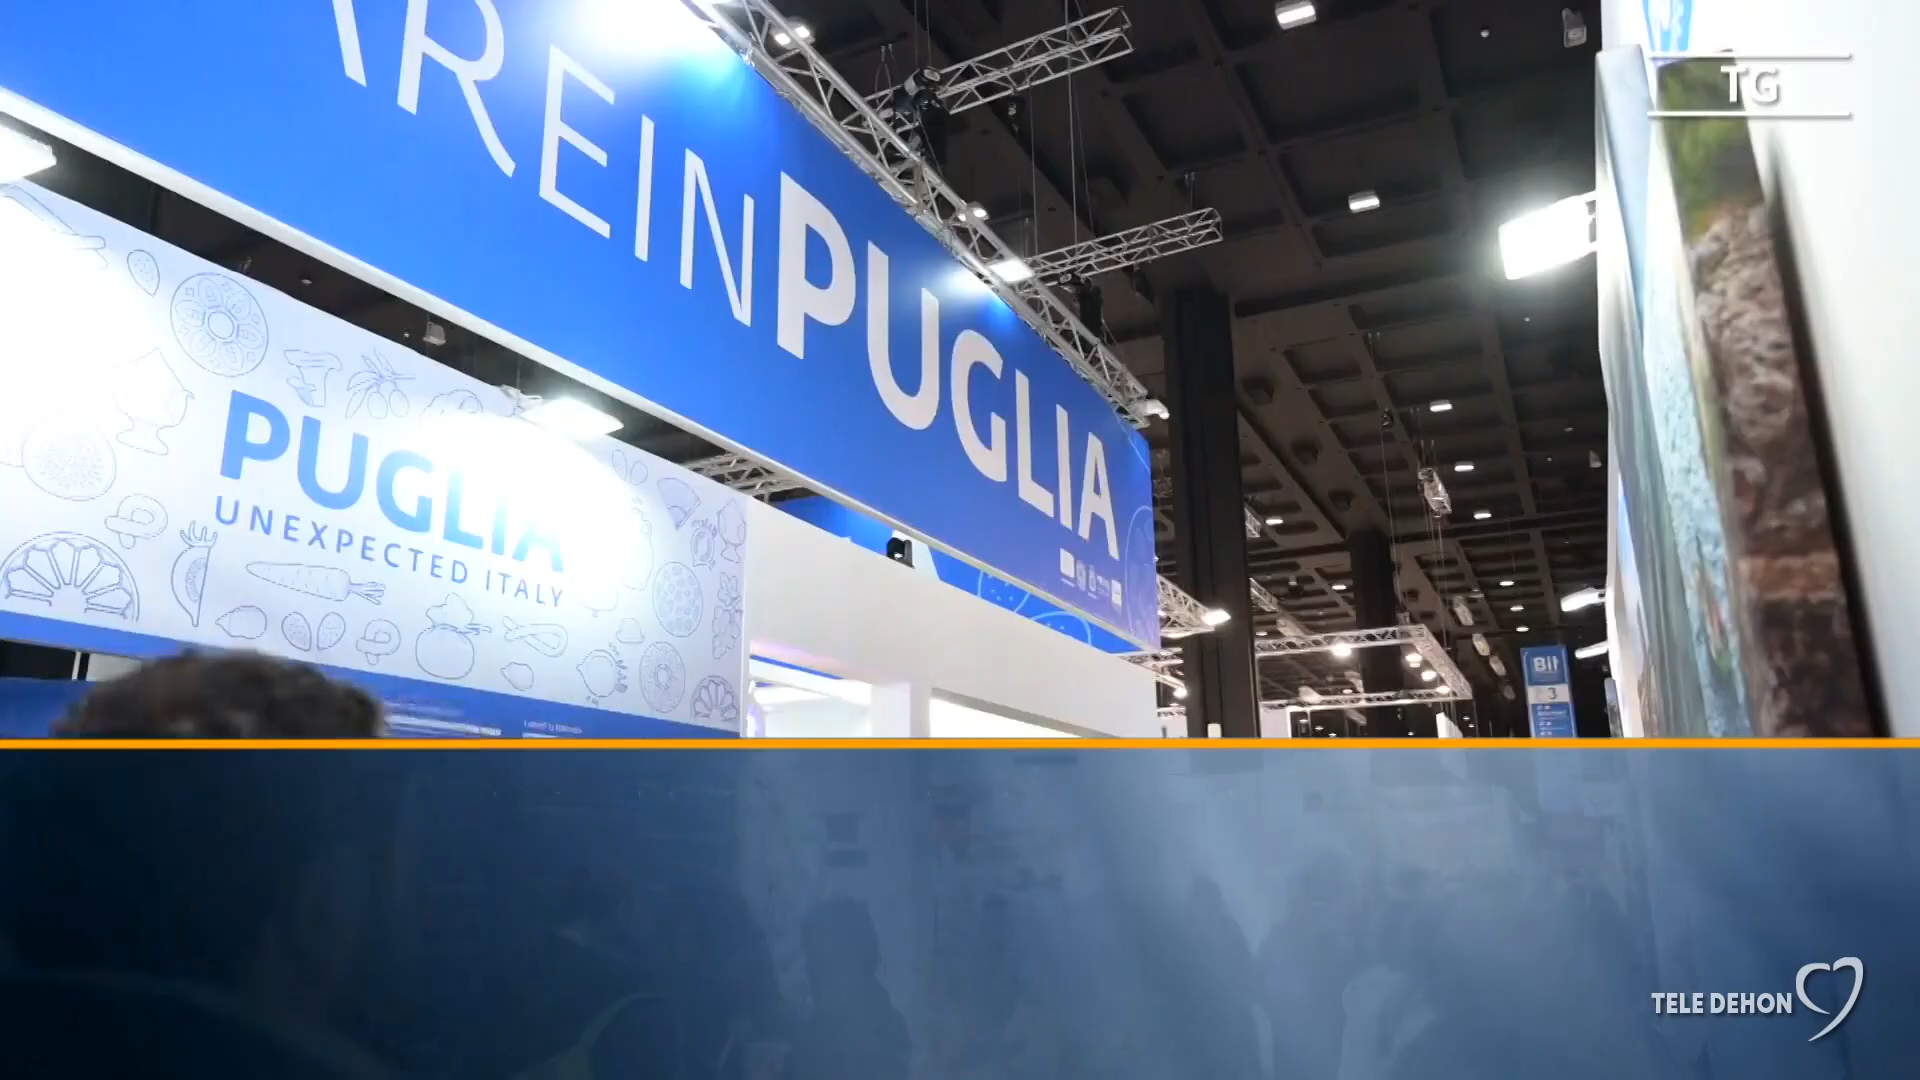 AREINPUGLIA
TG
PUGLIA
UNEXPECTED ITALY
Bit
3
TELE DEHON